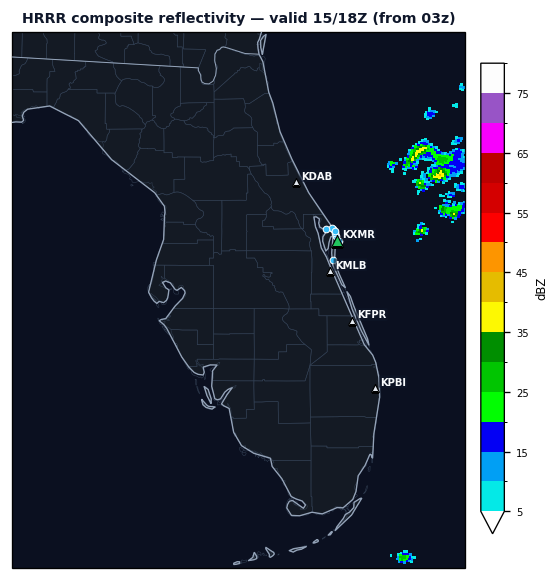 HRRR composite reflectivity — valid 15/18Z (from 03z)
KDAB
KXMR
KMLB
KFPR
KPBI
75
65
55
45
35
25
15
5
dBZ